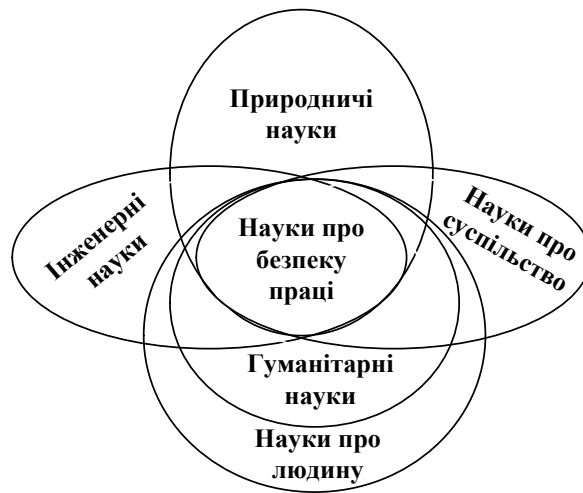 Природничі
науки
Інженерні
науки
Науки про
безпеку
праці
Науки про
суспільство
Гуманітарні
науки
Науки про
людину